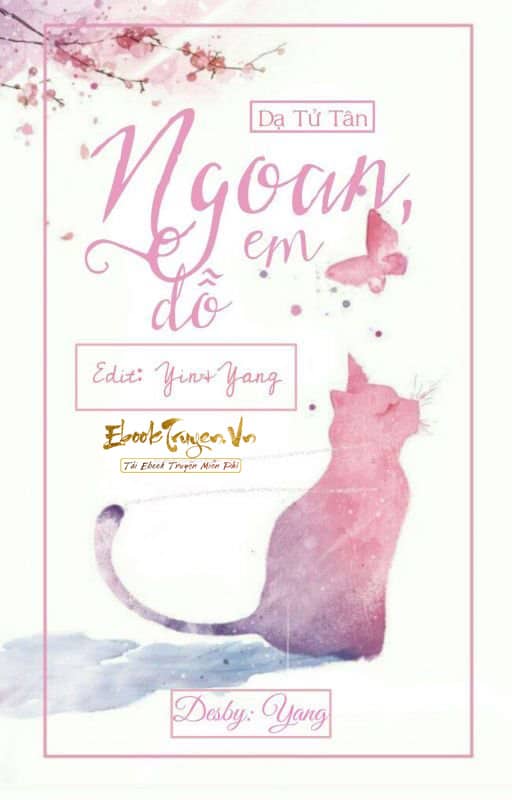 Dạ Tử Tân
Ngoan,
em
dỗ
Edit: Yin+Yang
EbookTruyen.Vn
Tải Ebook Truyện Miễn Phí
Desby: Yang